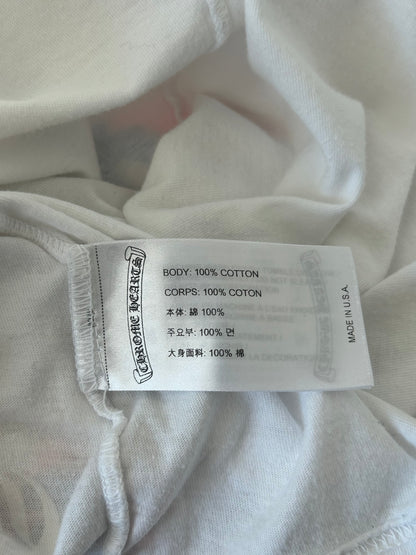 CHROME HEARTS
BODY: 100% COTTON
CORPS: 100% COTON
本体: 綿 100%
주요부: 100% 면
大身面料: 100% 棉
MADE IN U.S.A.